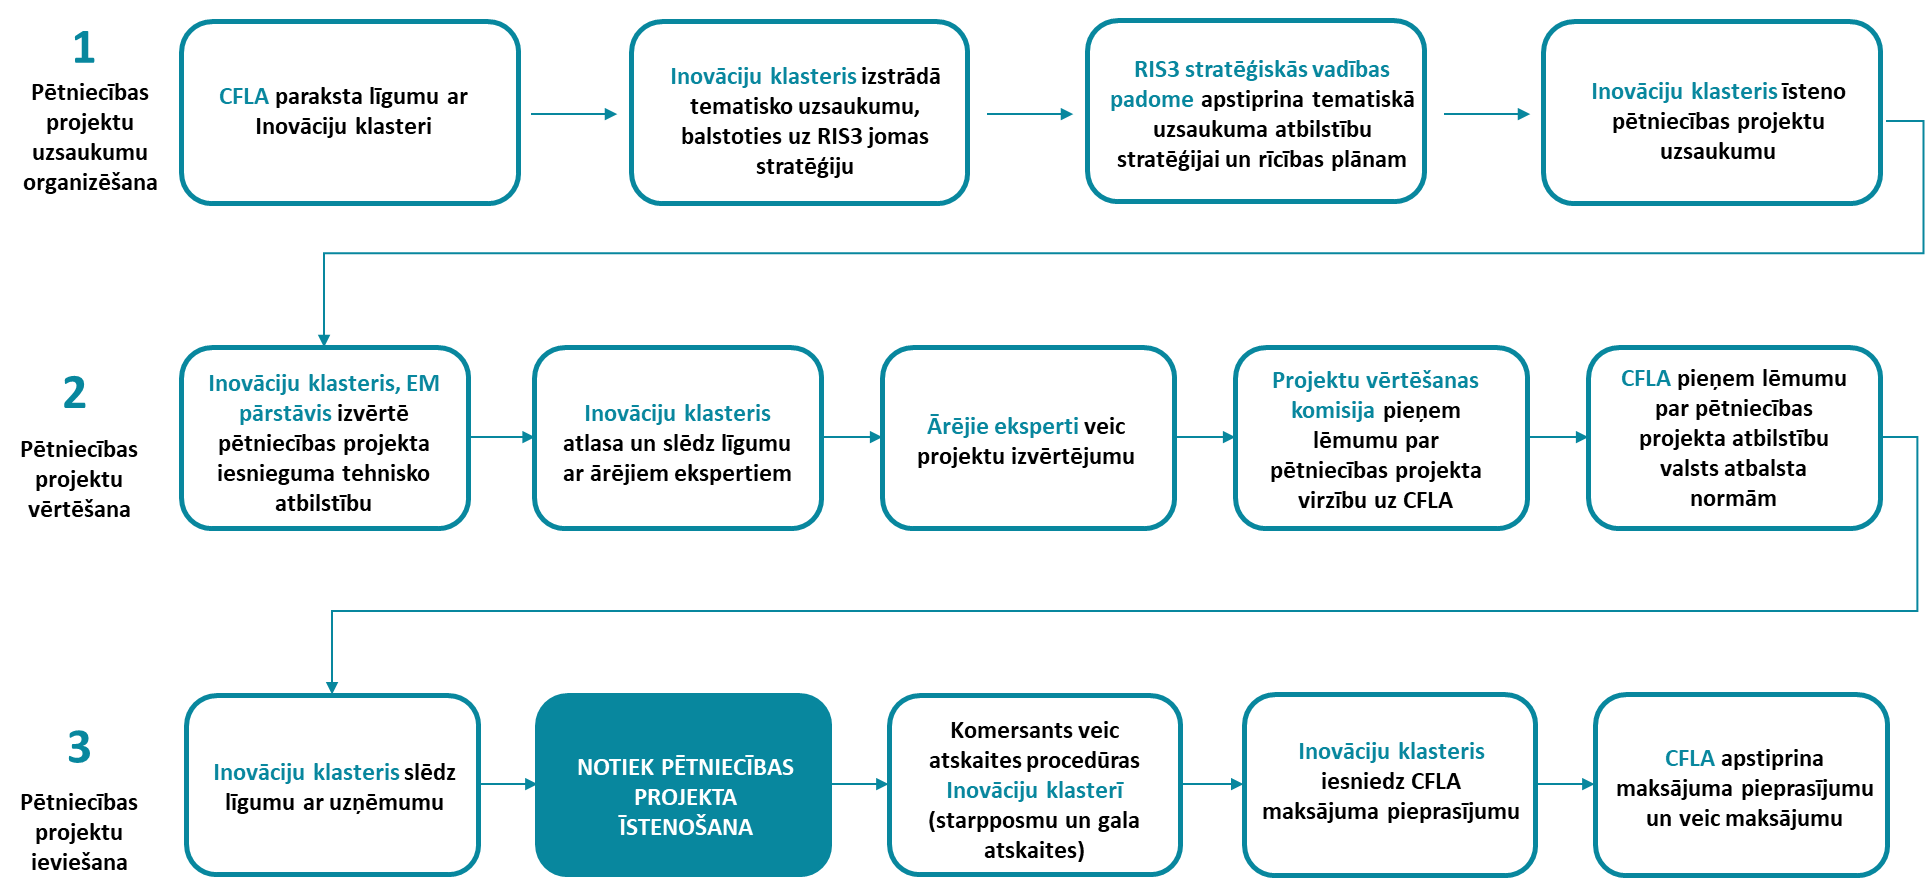 1
Pētniecības
projektu
uzsaukumu
organizēšana
CFLA paraksta līgumu ar
Inovāciju klasteri
Inovāciju klasteris izstrādā
tematisko uzsaukumu,
balstoties uz RIS3 jomas
stratēģiju
RIS3 stratēģiskās vadības
padome apstiprina tematiskā
uzsaukuma atbilstību
stratēģijai un rīcības plānam
Inovāciju klasteris īsteno
pētniecības projektu
uzsaukumu
2
Pētniecības
projektu
vērtēšana
Inovāciju klasteris, EM
pārstāvis izvērtē
pētniecības projekta
iesnieguma tehnisko
atbilstību
Inovāciju klasteris
atlasa un slēdz līgumu
ar ārējiem ekspertiem
Ārējie eksperti veic
projektu izvērtējumu
Projektu vērtēšanas
komisija pieņem
lēmumu par
pētniecības projekta
virzību uz CFLA
CFLA pieņem lēmumu
par pētniecības
projekta atbilstību
valsts atbalsta
normām
3
Pētniecības
projektu
ieviešana
Inovāciju klasteris slēdz
līgumu ar uzņēmumu
NOTIEK PĒTNIECĪBAS
PROJEKTA
ĪSTENOŠANA
Komersants veic
atskaites procedūras
Inovāciju klasterī
(starpposmu un gala
atskaites)
Inovāciju klasteris
iesniedz CFLA
maksājuma pieprasījumu
CFLA apstiprina
maksājuma pieprasījumu
un veic maksājumu